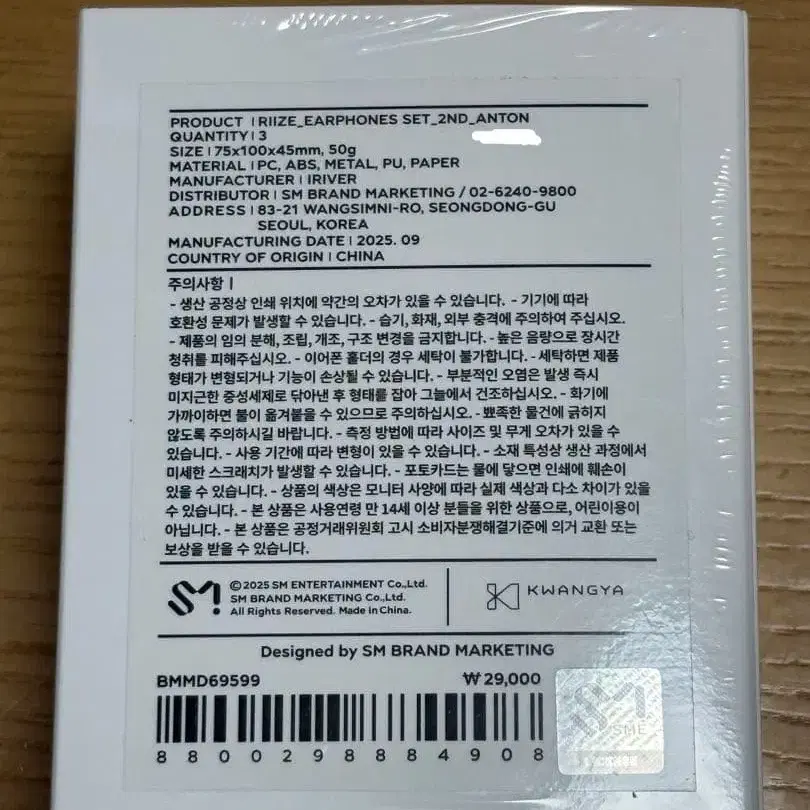 PRODUCT | RIIZE_EARPHONES SET_2ND_ANTON
QUANTITY | 3
SIZE | 75x100x45mm, 50g
MATERIAL | PC, ABS, METAL, PU, PAPER
MANUFACTURER | IRIVER
DISTRIBUTOR | SM BRAND MARKETING / 02-6240-9800
ADDRESS | 83-21 WANGSIMNI-RO, SEONGDONG-GU
SEOUL, KOREA
MANUFACTURING DATE | 2025. 09
COUNTRY OF ORIGIN | CHINA
주의사항 |
- 생산 공정상 인쇄 위치에 약간의 오차가 있을 수 있습니다. - 기기에 따라
호환성 문제가 발생할 수 있습니다. - 습기, 화재, 외부 충격에 주의하여 주십시오.
- 제품의 임의 분해, 조립, 개조, 구조 변경을 금지합니다. - 높은 음량으로 장시간
청취를 피해주십시오. - 이어폰 홀더의 경우 세탁이 불가합니다. - 세탁하면 제품
형태가 변형되거나 기능이 손상될 수 있습니다. - 부분적인 오염은 발생 즉시
미지근한 중성세제로 닦아낸 후 형태를 잡아 그늘에서 건조하십시오. - 화기에
가까이하면 불이 옮겨붙을 수 있으므로 주의하십시오. - 뾰족한 물건에 긁히지
않도록 주의하시길 바랍니다. - 측정 방법에 따라 사이즈 및 무게 오차가 있을 수
있습니다. - 사용 기간에 따라 변형이 있을 수 있습니다. - 소재 특성상 생산 과정에서
미세한 스크래치가 발생할 수 있습니다. - 포토카드는 물에 닿으면 인쇄에 훼손이
있을 수 있습니다. - 상품의 색상은 모니터 사양에 따라 실제 색상과 다소 차이가 있을
수 있습니다. - 본 상품은 사용연령 만 14세 이상 분들을 위한 상품으로, 어린이용이
아닙니다. - 본 상품은 공정거래위원회 고시 소비자분쟁해결기준에 의거 교환 또는
보상을 받을 수 있습니다.
SM
©2025 SM ENTERTAINMENT Co.,Ltd.
SM BRAND MARKETING Co.,Ltd.
All Rights Reserved. Made in China.
KWANGYA
Designed by SM BRAND MARKETING
BMMD69599
₩29,000
8800298884908
SM
SME